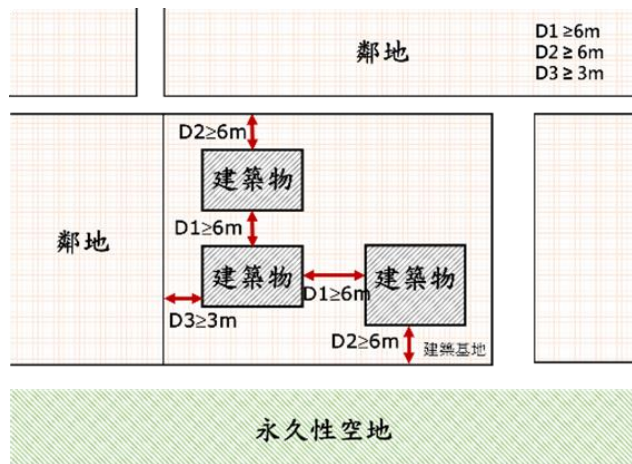 鄰地
D1 ≥6m
D2 ≥ 6m
D3 ≥ 3m
D2≥6m
建築物
D1≥6m
鄰地
建築物
建築物
D1≥6m
D3≥3m
D2≥6m
建築基地
永久性空地